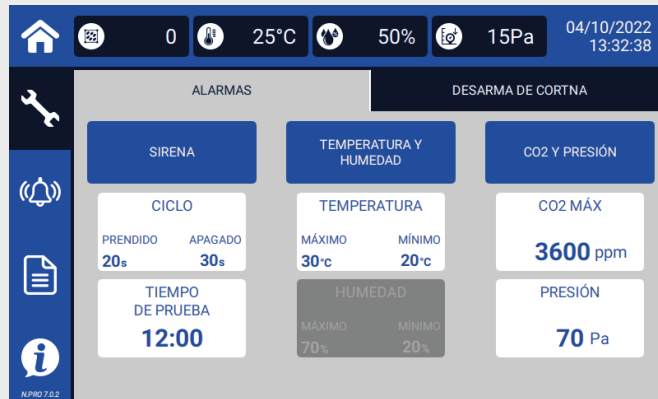 0 25°C 50% 15Pa 04/10/2022
13:32:38
ALARMAS DESARMA DE CORTNA
SIRENA
TEMPERATURA Y
HUMEDAD
CO2 Y PRESIÓN
CICLO
PRENDIDO APAGADO
20s 30s
TEMPERATURA
MÁXIMO MÍNIMO
30°C 20°C
CO2 MÁX
3600 ppm
TIEMPO
DE PRUEBA
12:00
HUMEDAD
MÁXIMO MÍNIMO
70% 20%
PRESIÓN
70 Pa
i
N.PRO 7.0.2